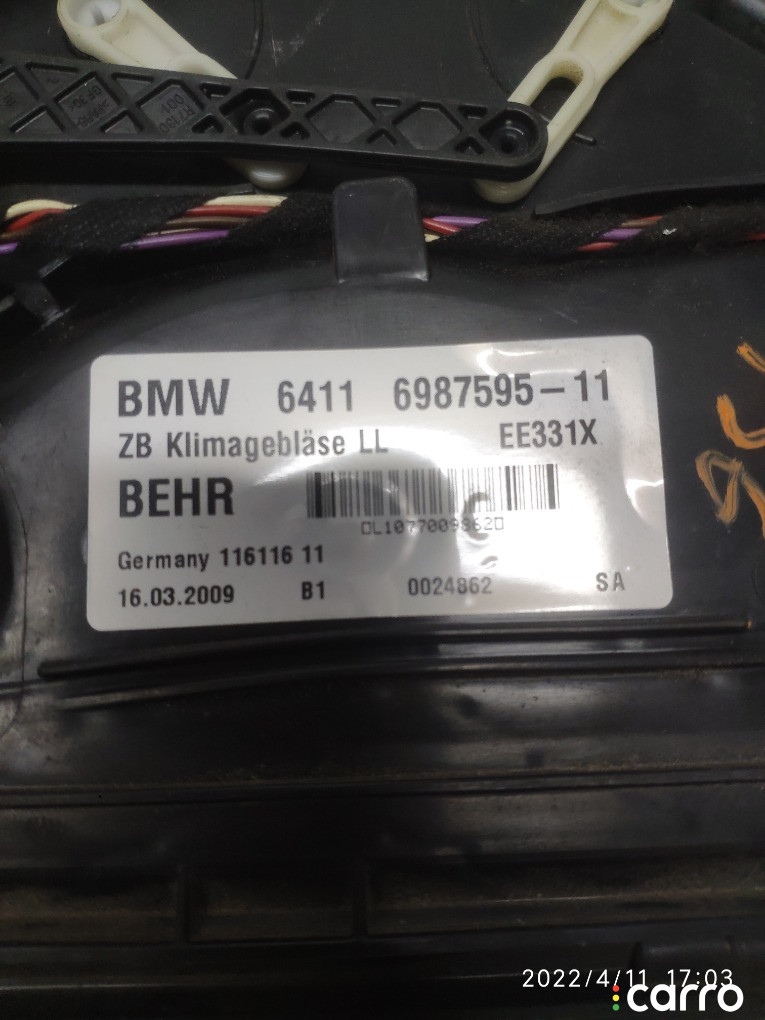 BMW 6411 6987595-11
ZB Klimagebläse LL EE331X
BEHR
Germany 116116 11
16.03.2009 B1 0024862 SA
2022/4/11 17:03
carro